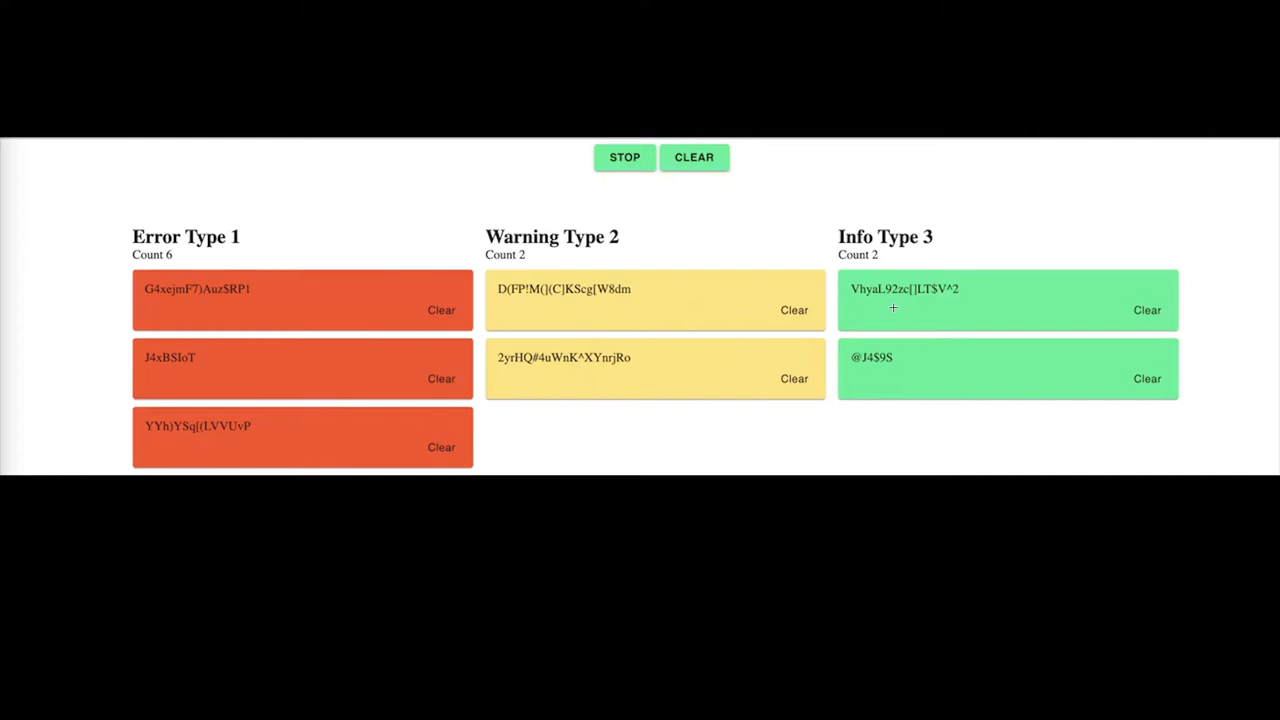 STOP CLEAR
Error Type 1
Count 6
G4xejmF7)Auz$RP1
Clear
J4xBSIoT
Clear
YYh)YSq[(LVVUvP
Clear
Warning Type 2
Count 2
D(FP!M(](C]KScg[W8dm
Clear
2yrHQ#4uWnK^XYnrjRo
Clear
Info Type 3
Count 2
VhyaL92zc[]LT$V^2
Clear
@J4$9S
Clear